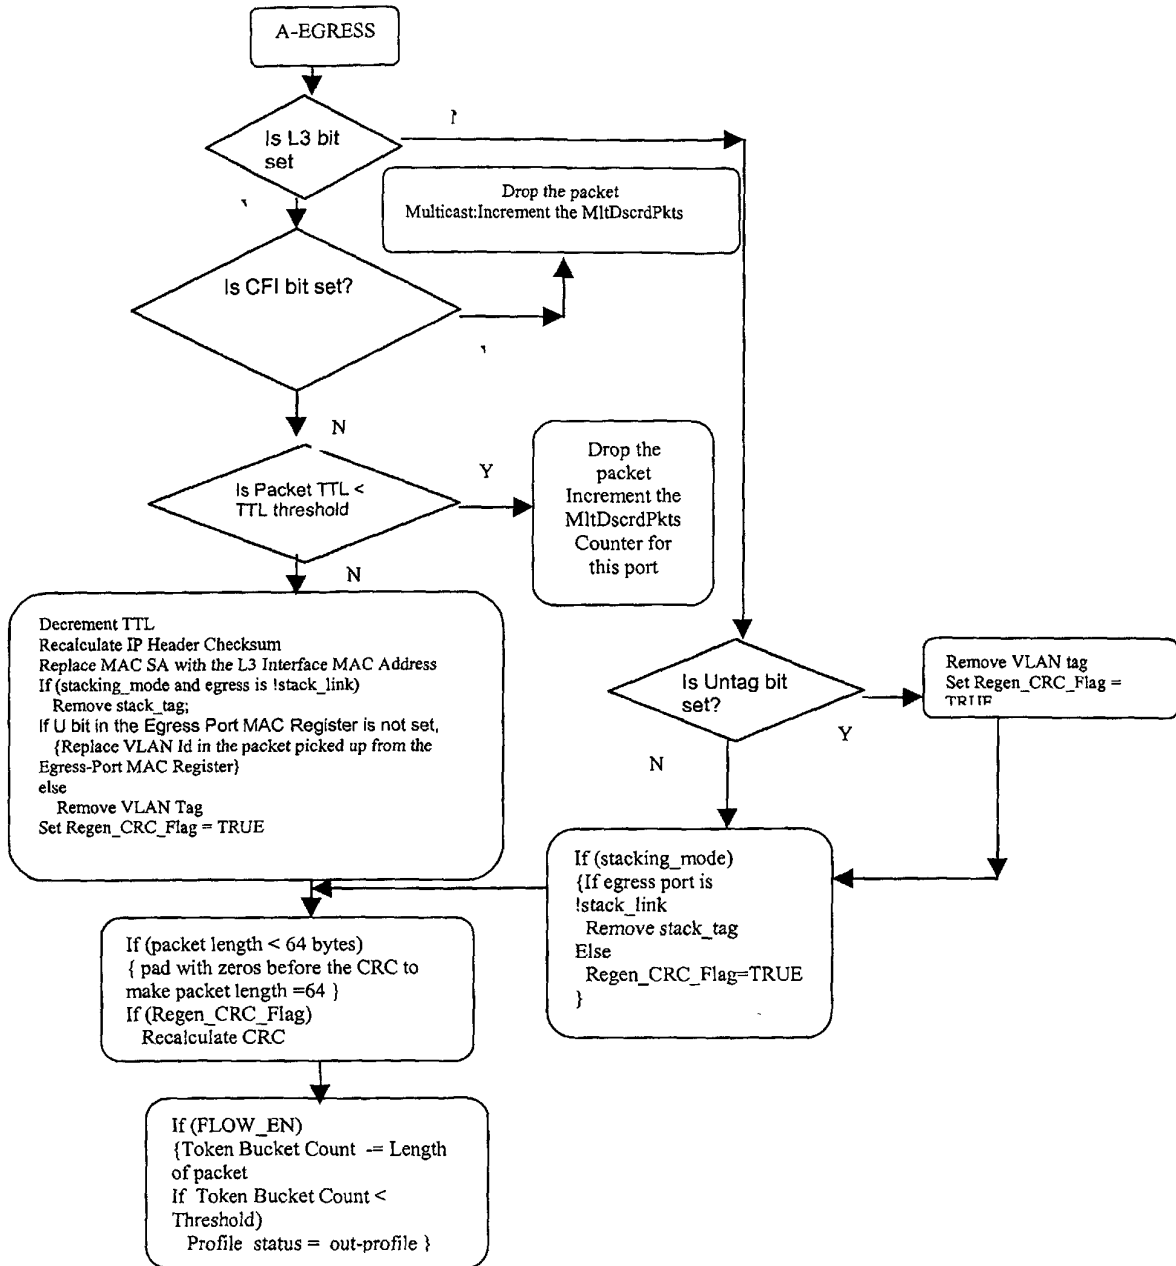 A-EGRESS
Is L3 bit
set
Drop the packet
Multicast:Increment the MltDscrdPkts
Is CFI bit set?
N
Is Packet TTL <
TTL threshold
Y
Drop the
packet
Increment the
MltDscrdPkts
Counter for
this port
N
Decrement TTL
Recalculate IP Header Checksum
Replace MAC SA with the L3 Interface MAC Address
If (stacking_mode and egress is !stack_link)
Remove stack_tag;
If U bit in the Egress Port MAC Register is not set,
{Replace VLAN Id in the packet picked up from the
Egress-Port MAC Register}
else
Remove VLAN Tag
Set Regen_CRC_Flag = TRUE
Is Untag bit
set?
Y
N
Remove VLAN tag
Set Regen_CRC_Flag =
TRUE
If (stacking_mode)
{If egress port is
!stack_link
Remove stack_tag
Else
Regen_CRC_Flag=TRUE
}
If (packet length < 64 bytes)
{ pad with zeros before the CRC to
make packet length =64 }
If (Regen_CRC_Flag)
Recalculate CRC
If (FLOW_EN)
{Token Bucket Count -= Length
of packet
If Token Bucket Count <
Threshold)
Profile status = out-profile }